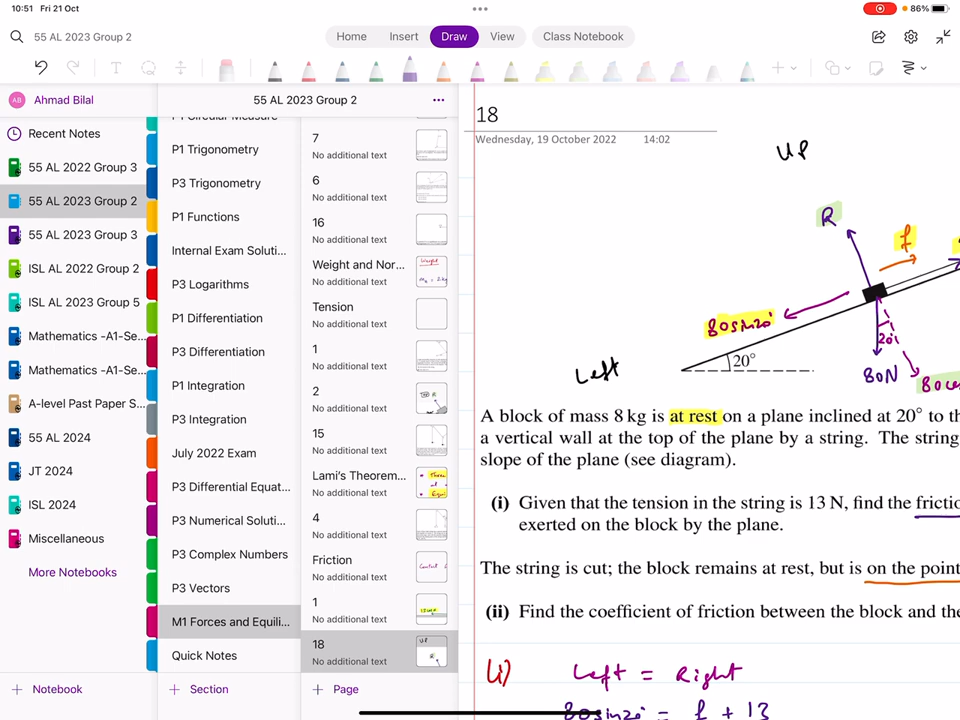 10:51 Fri 21 Oct
86%
55 AL 2023 Group 2
Home Insert Draw View Class Notebook
AB Ahmad Bilal
Recent Notes
55 AL 2022 Group 3
55 AL 2023 Group 2
55 AL 2023 Group 3
ISL AL 2022 Group 2
ISL AL 2022 Group 5
Mathematics -A1-Se...
Mathematics -A1-Se...
A-level Past Paper S...
55 AL 2024
JT 2024
ISL 2024
Miscellaneous
More Notebooks
Notebook
P1 Circular Measure
P1 Trigonometry
P3 Trigonometry
P1 Functions
Internal Exam Soluti...
P3 Logarithms
P1 Differentiation
P3 Differentiation
P1 Integration
P3 Integration
July 2022 Exam
P3 Differential Equat...
P3 Numerical Soluti...
P3 Complex Numbers
P3 Vectors
M1 Forces and Equili...
Quick Notes
Section
55 AL 2023 Group 2
7
No additional text
6
No additional text
16
No additional text
Weight and Nor...
No additional text
Tension
No additional text
1
No additional text
2
No additional text
15
No additional text
Lami's Theorem...
No additional text
4
No additional text
Friction
No additional text
1
No additional text
18
No additional text
Page
18
Wednesday, 19 October 2022 14:02
UP
R
f
80sin20
Left
20°
20°
80N
80cos
A block of mass 8 kg is at rest on a plane inclined at 20° to th
a vertical wall at the top of the plane by a string. The string
slope of the plane (see diagram).
(i) Given that the tension in the string is 13 N, find the frictio
exerted on the block by the plane.
The string is cut; the block remains at rest, but is on the point
(ii) Find the coefficient of friction between the block and the
(i) Left = Right
80sin20 = f + 13